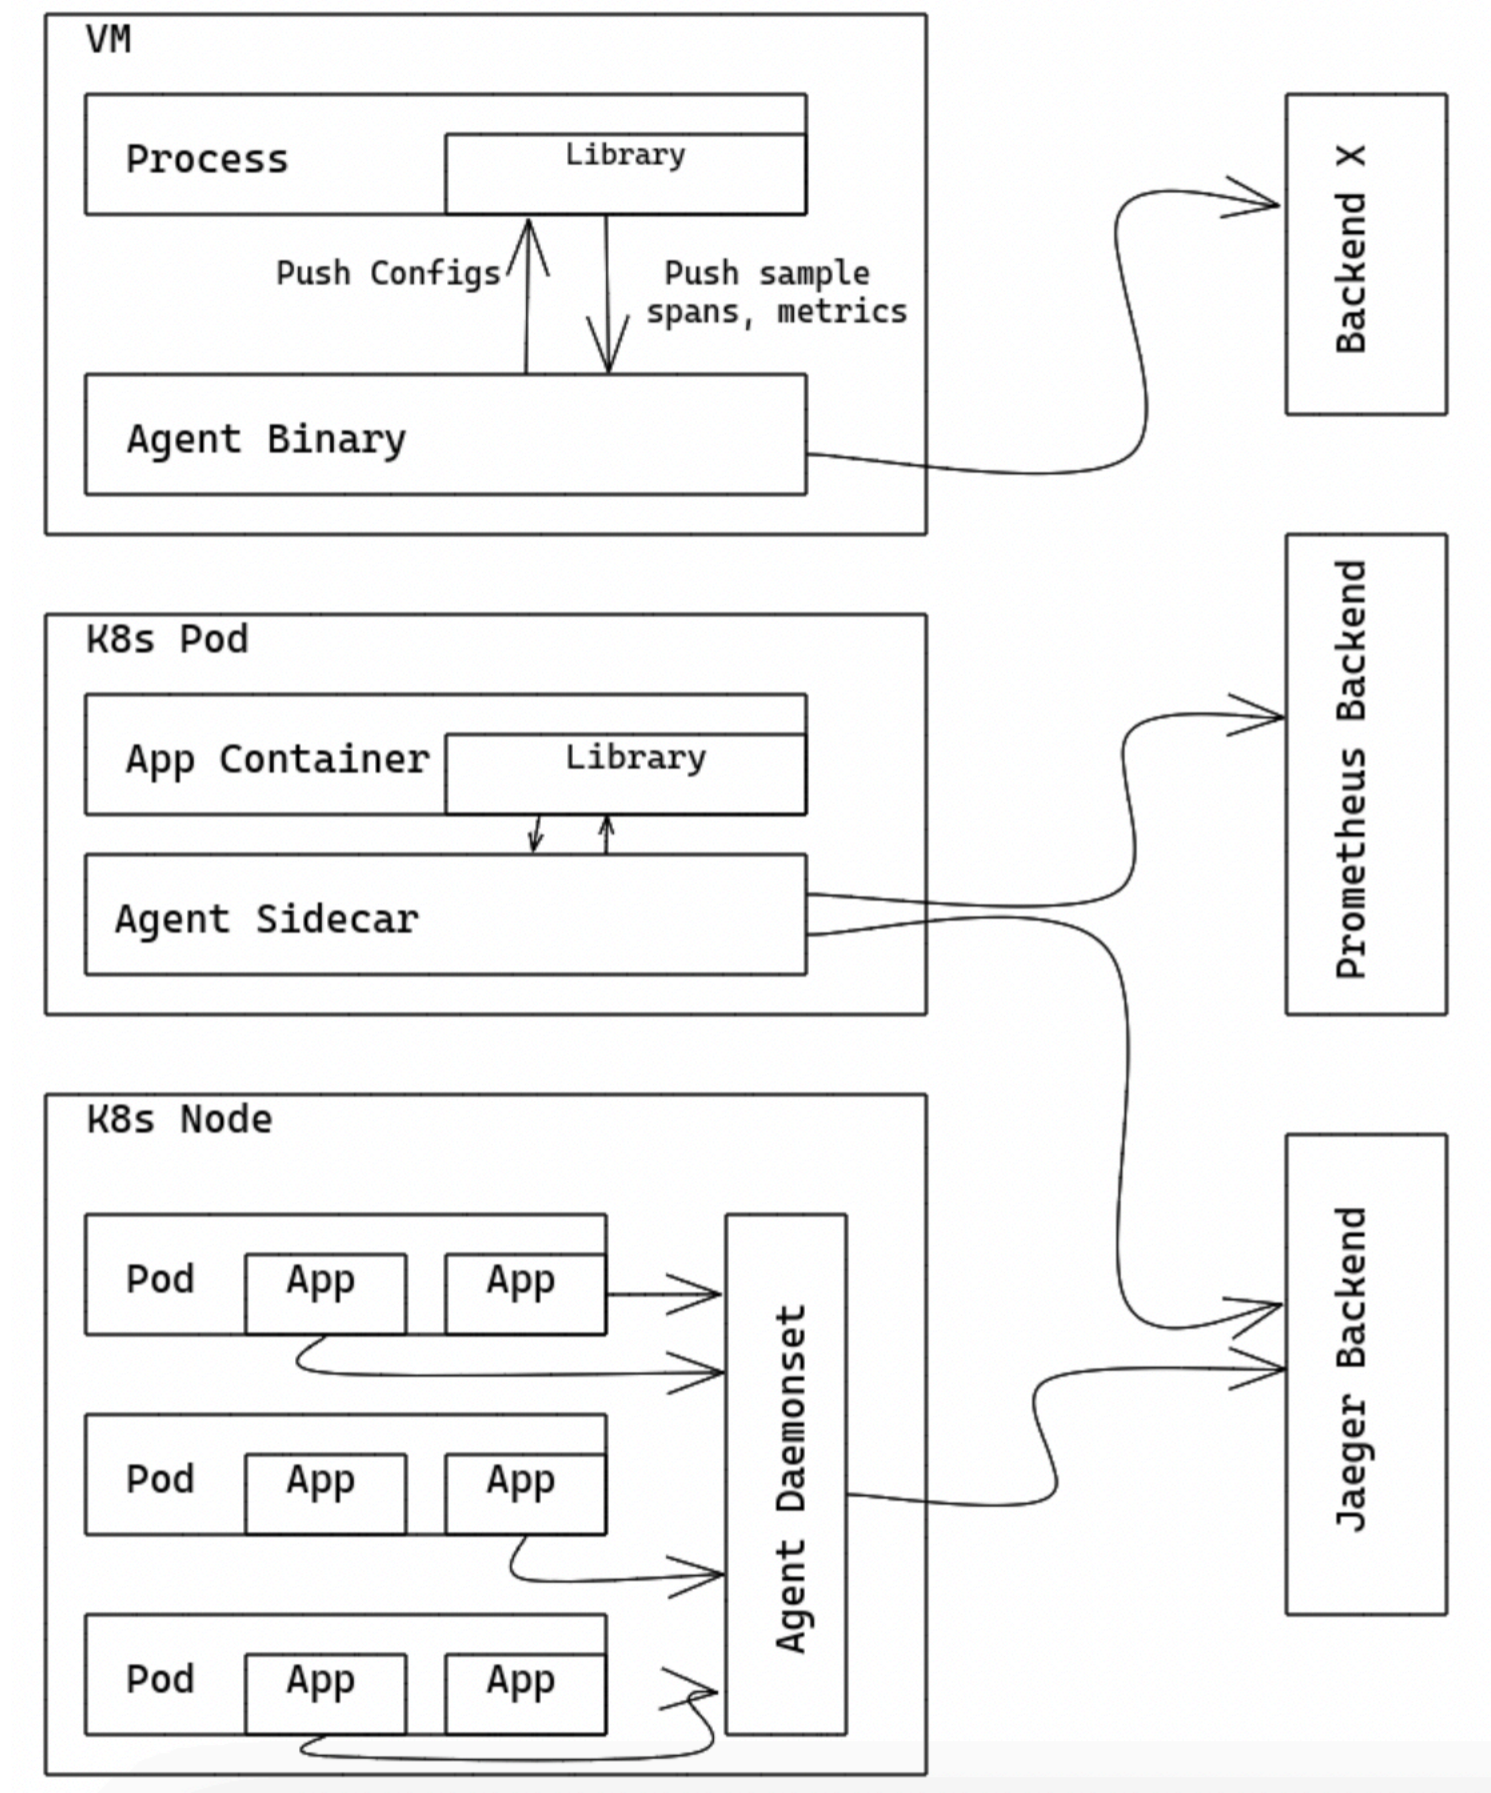 VM
Process
Library
Push Configs
Push sample
spans, metrics
Agent Binary
Backend X
K8s Pod
App Container
Library
Agent Sidecar
Prometheus Backend
K8s Node
Pod
App
App
Pod
App
App
Pod
App
App
Agent Daemonset
Jaeger Backend